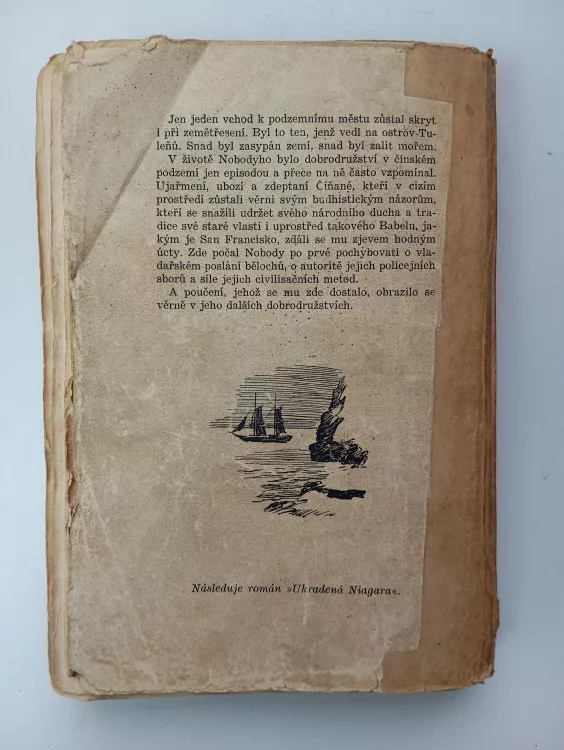 Jen jeden vchod k podzemnímu městu zůstal skryt
i při zemětřesení. Byl to ten, jenž vedl na ostrov Tu-
leňů. Snad byl zasypán zemí, snad byl zalit mořem.
V životě Nobodyho bylo dobrodružství v čínském
podzemí jen episodou a přece na ně často vzpomínal.
Ujařmení, ubozí a zdeptaní Číňané, kteří v cizím
prostředí zůstali věrni svým budhistickým názorům,
kteří se snažili udržet svého národního ducha a tra-
dice své staré vlasti i uprostřed takového Babelu, ja-
kým je San Francisko, zdáli se mu zjevem hodným
úcty. Zde počal Nobody po prvé pochybovati o vla-
dařském poslání bělochů, o autoritě jejich policejních
sborů a síle jejich civilisačních metod.
A poučení, jehož se mu zde dostalo, obrazilo se
věrně v jeho dalších dobrodružstvích.
Následuje román »Ukradená Niagara«.